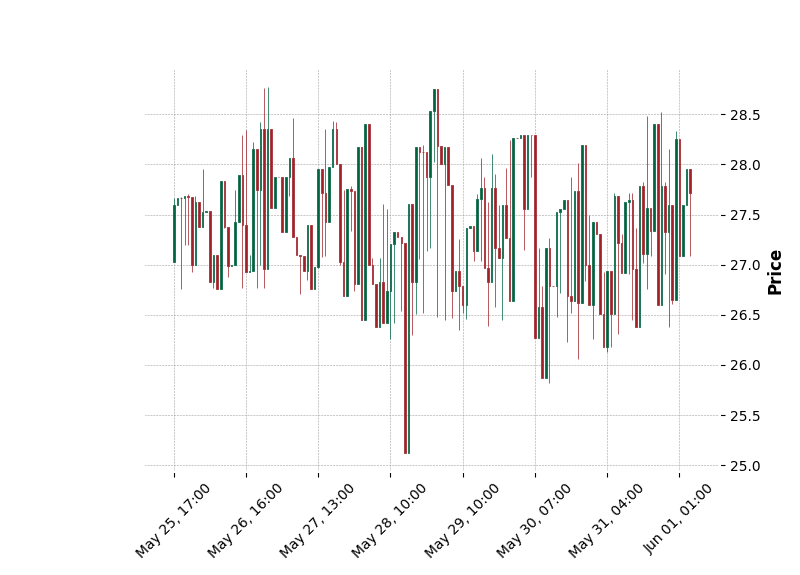 28.5
28.0
27.5
27.0
26.5
26.0
25.5
25.0
Price
May 25, 17:00
May 26, 16:00
May 27, 13:00
May 28, 10:00
May 29, 10:00
May 30, 07:00
May 31, 04:00
Jun 01, 01:00